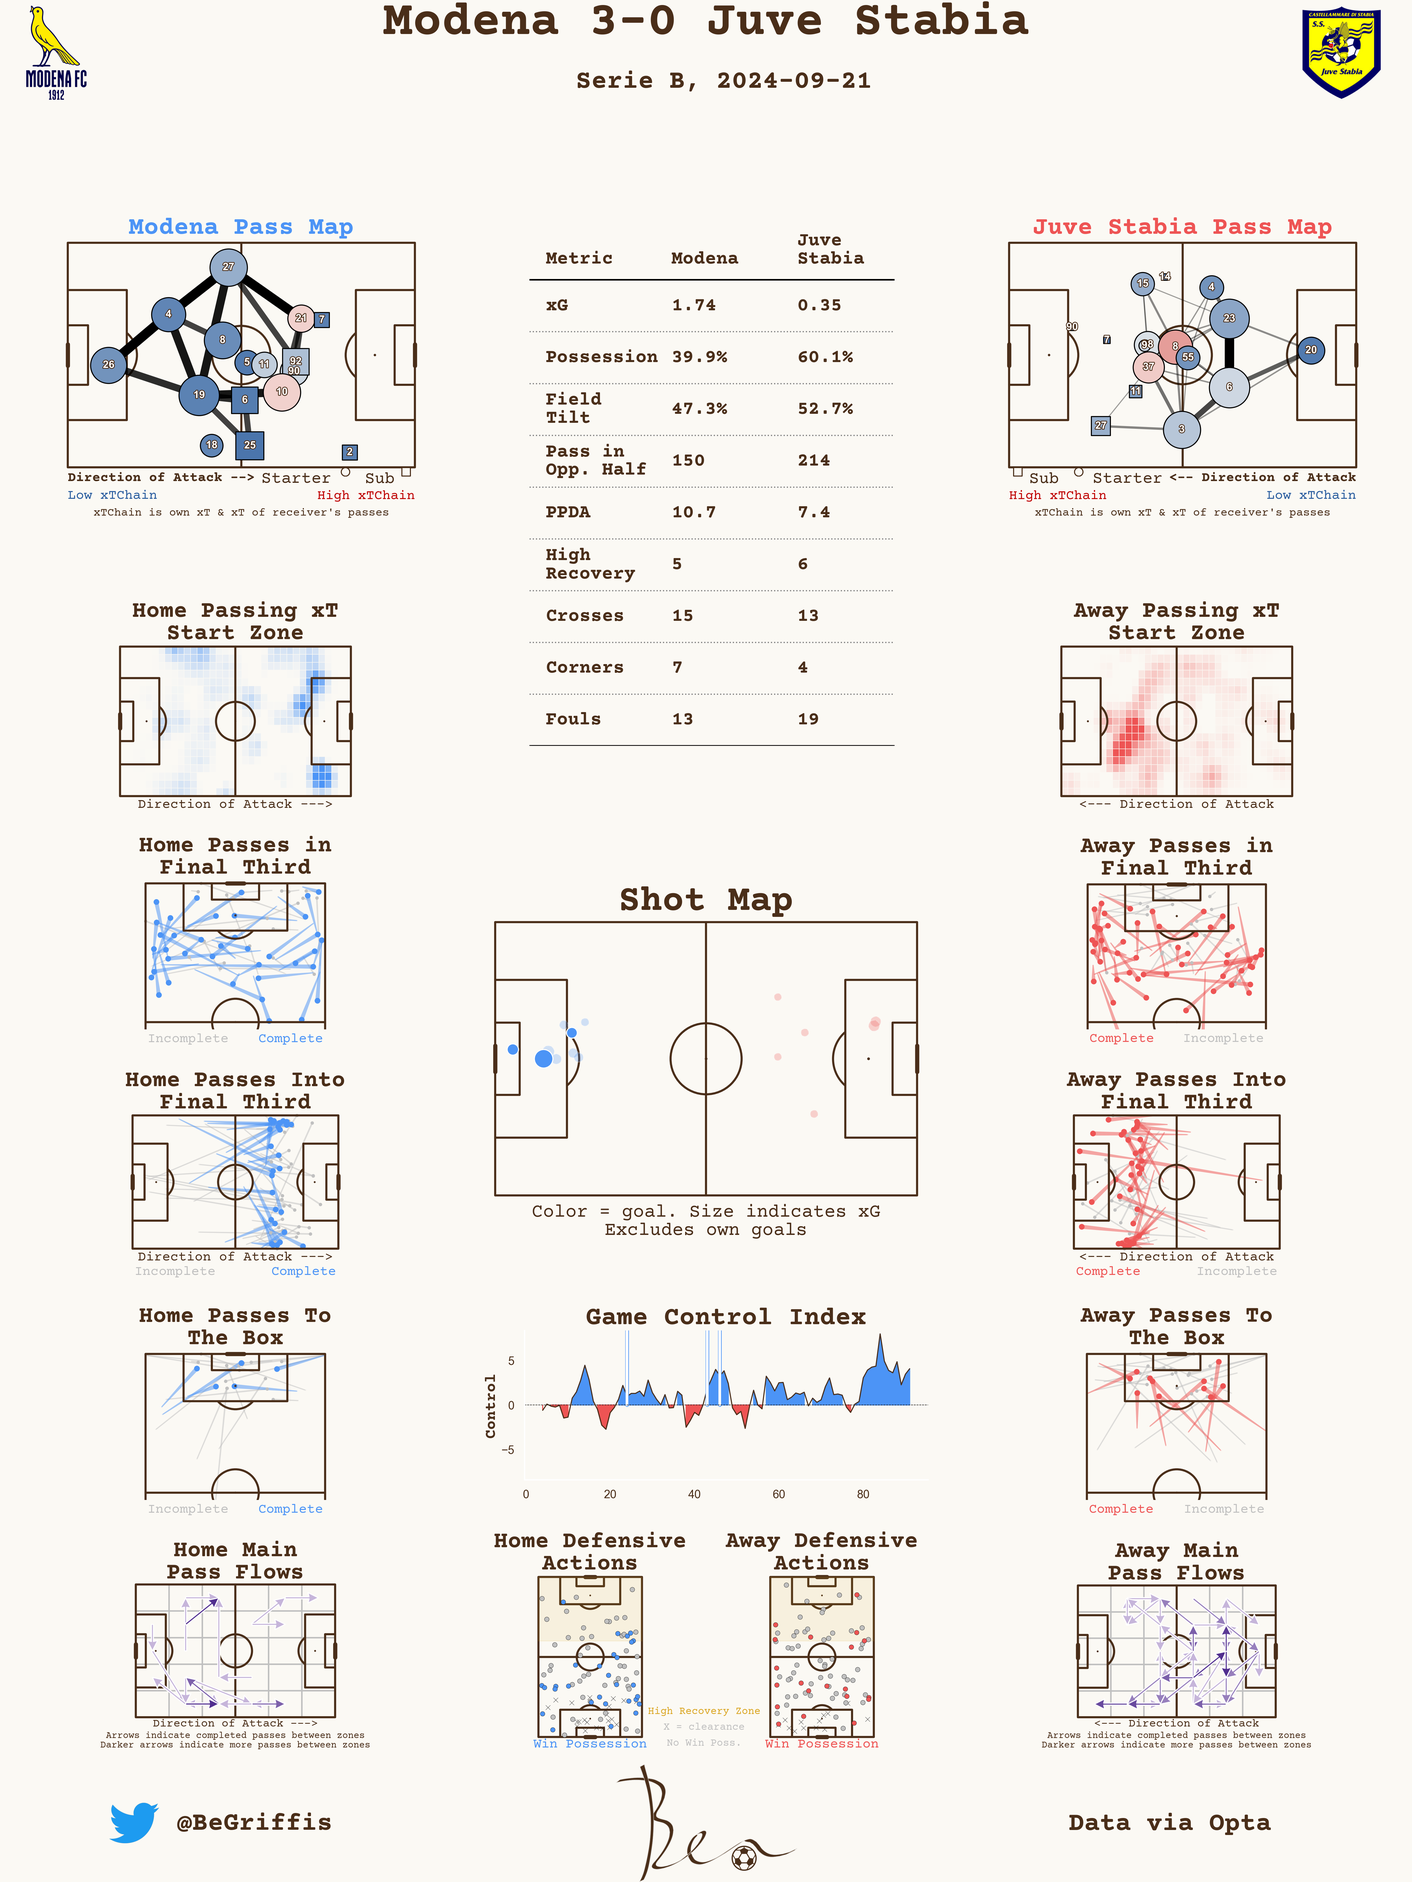 Modena 3-0 Juve Stabia
Serie B, 2024-09-21
MODENA FC
1912
CASTELLAMMARE DI STABIA
S.S.
Juve Stabia
Modena Pass Map
27
4
21
7
8
5
11
92
90
26
19
6
10
18
25
2
Direction of Attack --> Starter Sub
Low xTChain High xTChain
xTChain is own xT & xT of receiver's passes
Metric Modena Juve Stabia
xG 1.74 0.35
Possession 39.9% 60.1%
Field Tilt 47.3% 52.7%
Pass in Opp. Half 150 214
PPDA 10.7 7.4
High Recovery 5 6
Crosses 15 13
Corners 7 4
Fouls 13 19
Juve Stabia Pass Map
15
14
4
90
23
7
98
8
55
20
37
11
6
27
3
Sub Starter <-- Direction of Attack
High xTChain Low xTChain
xTChain is own xT & xT of receiver's passes
Home Passing xT
Start Zone
Direction of Attack --->
Away Passing xT
Start Zone
<--- Direction of Attack
Home Passes in
Final Third
Incomplete Complete
Away Passes in
Final Third
Complete Incomplete
Shot Map
Color = goal. Size indicates xG
Excludes own goals
Home Passes Into
Final Third
Direction of Attack --->
Incomplete Complete
Away Passes Into
Final Third
<--- Direction of Attack
Complete Incomplete
Home Passes To
The Box
Incomplete Complete
Game Control Index
Control
5
0
−5
0 20 40 60 80
Away Passes To
The Box
Complete Incomplete
Home Main
Pass Flows
Direction of Attack --->
Arrows indicate completed passes between zones
Darker arrows indicate more passes between zones
Home Defensive
Actions
Win Possession
Away Defensive
Actions
Win Possession
High Recovery Zone
X = clearance
No Win Poss.
Away Main
Pass Flows
<--- Direction of Attack
Arrows indicate completed passes between zones
Darker arrows indicate more passes between zones
@BeGriffis
Ben
Data via Opta